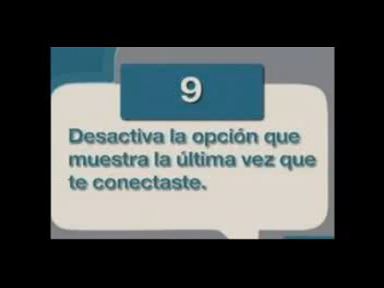 9
Desactiva la opción que
muestra la última vez que
te conectaste.